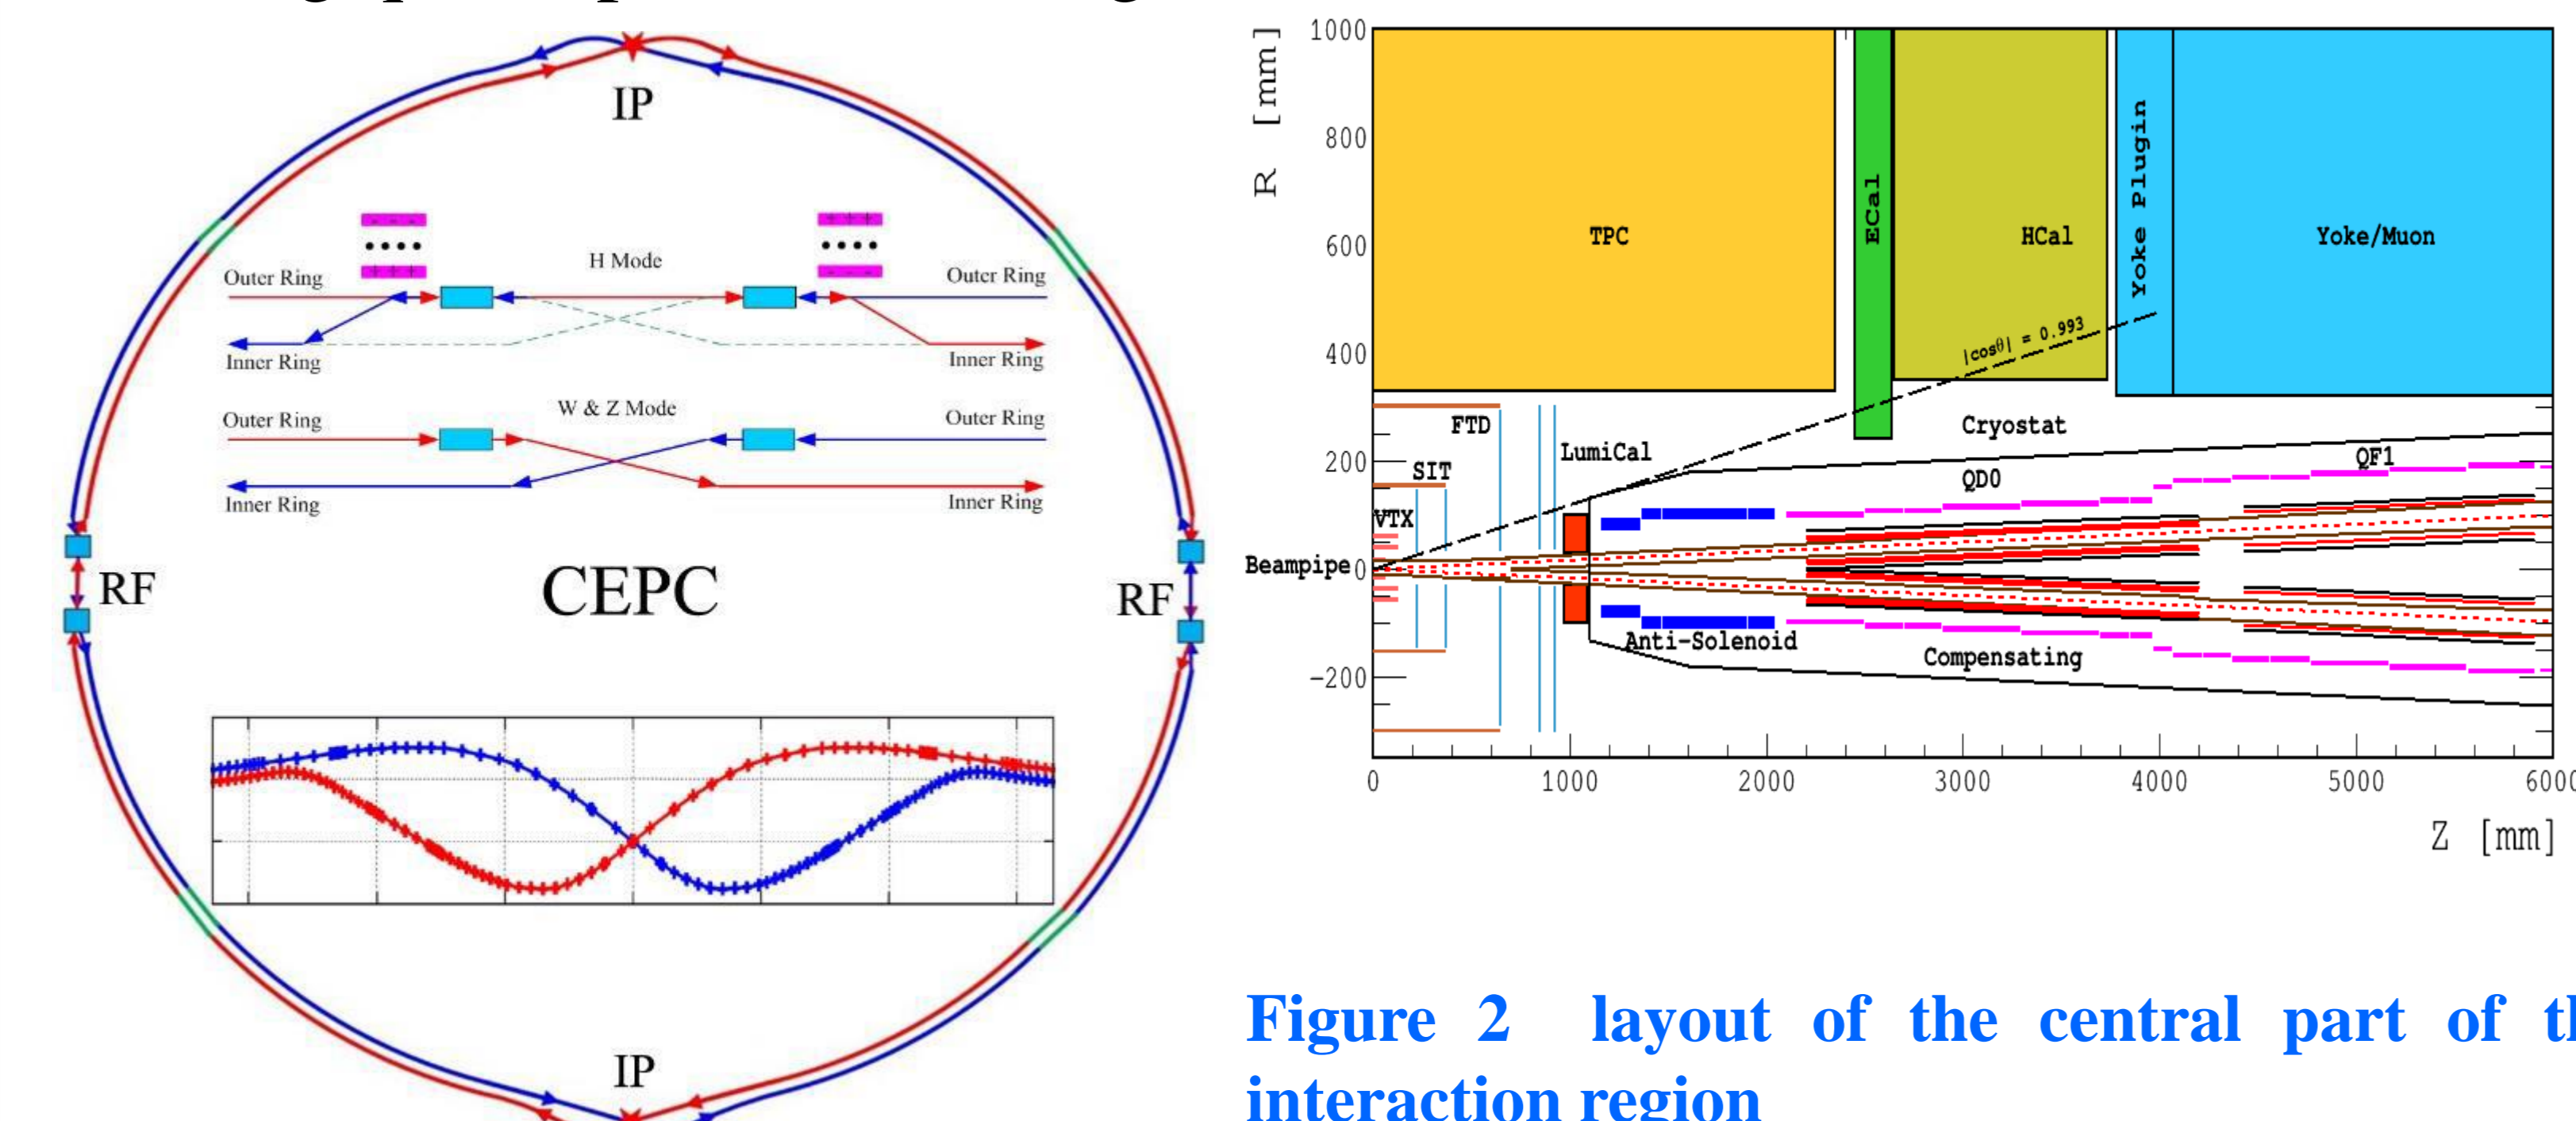 IP
- - -
+ + +
H Mode
Outer Ring
Outer Ring
+ + +
- - -
Inner Ring
Inner Ring
W & Z Mode
Outer Ring
Outer Ring
Inner Ring
Inner Ring
RF
CEPC
RF
IP
R [mm]
1000
800
600
400
200
0
-200
TPC
ECal
HCal
Yoke Plugin
Yoke/Muon
|cosθ| = 0.993
FTD
LumiCal
Cryostat
SIT
QD0
QF1
VTX
Beampipe
Anti-Solenoid
Compensating
0 1000 2000 3000 4000 5000 6000
Z [mm]
Figure 2 layout of the central part of
interaction region